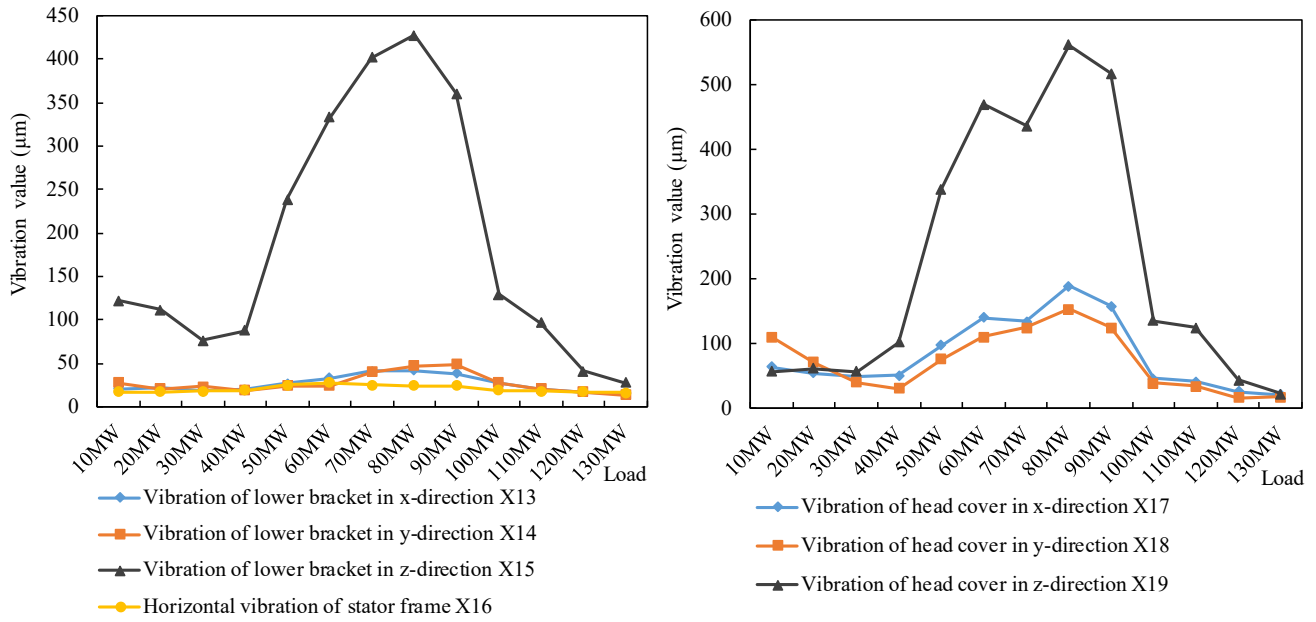 450
400
350
300
250
200
150
100
50
0
Vibration value (μm)
10MW
20MW
30MW
40MW
50MW
60MW
70MW
80MW
90MW
100MW
110MW
120MW
130MW
Load
Vibration of lower bracket in x-direction X13
Vibration of lower bracket in y-direction X14
Vibration of lower bracket in z-direction X15
Horizontal vibration of stator frame X16
600
500
400
300
200
100
0
Vibration value (μm)
10MW
20MW
30MW
40MW
50MW
60MW
70MW
80MW
90MW
100MW
110MW
120MW
130MW
Load
Vibration of head cover in x-direction X17
Vibration of head cover in y-direction X18
Vibration of head cover in z-direction X19